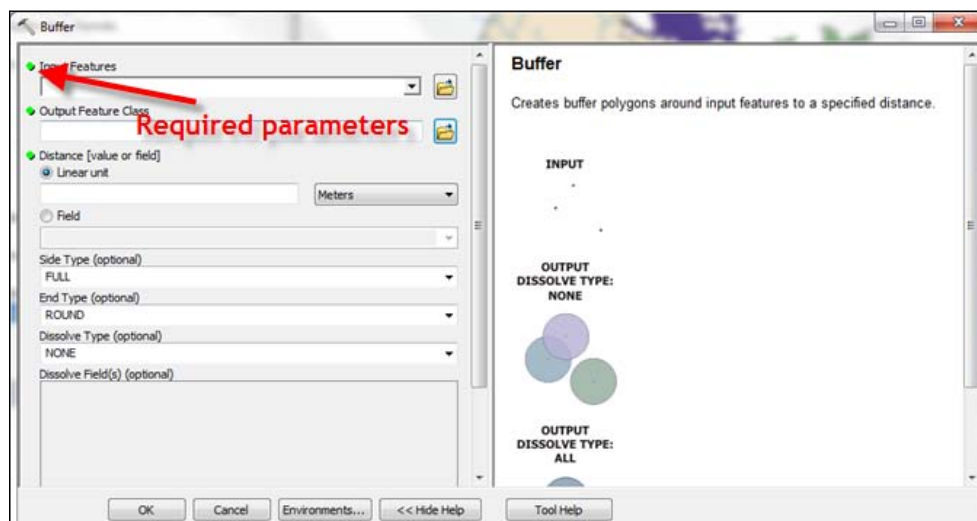 Buffer
Input Features
Output Feature Class
Required parameters
Distance [value or field]
Linear unit
Meters
Field
Side Type (optional)
FULL
End Type (optional)
ROUND
Dissolve Type (optional)
NONE
Dissolve Field(s) (optional)
Buffer
Creates buffer polygons around input features to a specified distance.
INPUT
OUTPUT
DISSOLVE TYPE:
NONE
OUTPUT
DISSOLVE TYPE:
ALL
OK
Cancel
Environments...
<< Hide Help
Tool Help